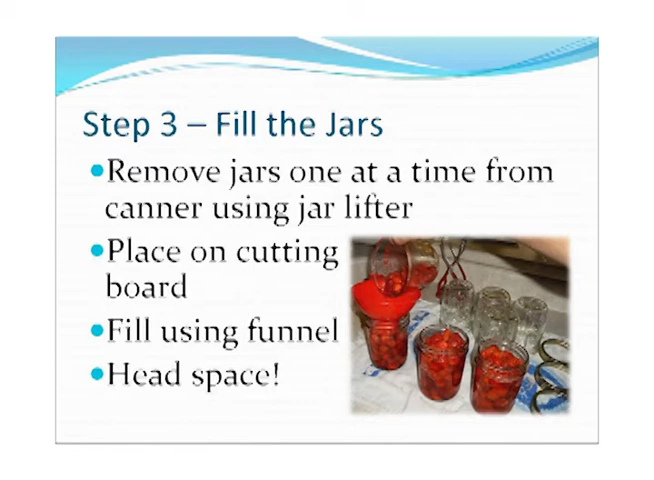 Step 3 – Fill the Jars
•Remove jars one at a time from
canner using jar lifter
•Place on cutting
board
•Fill using funnel
•Head space!